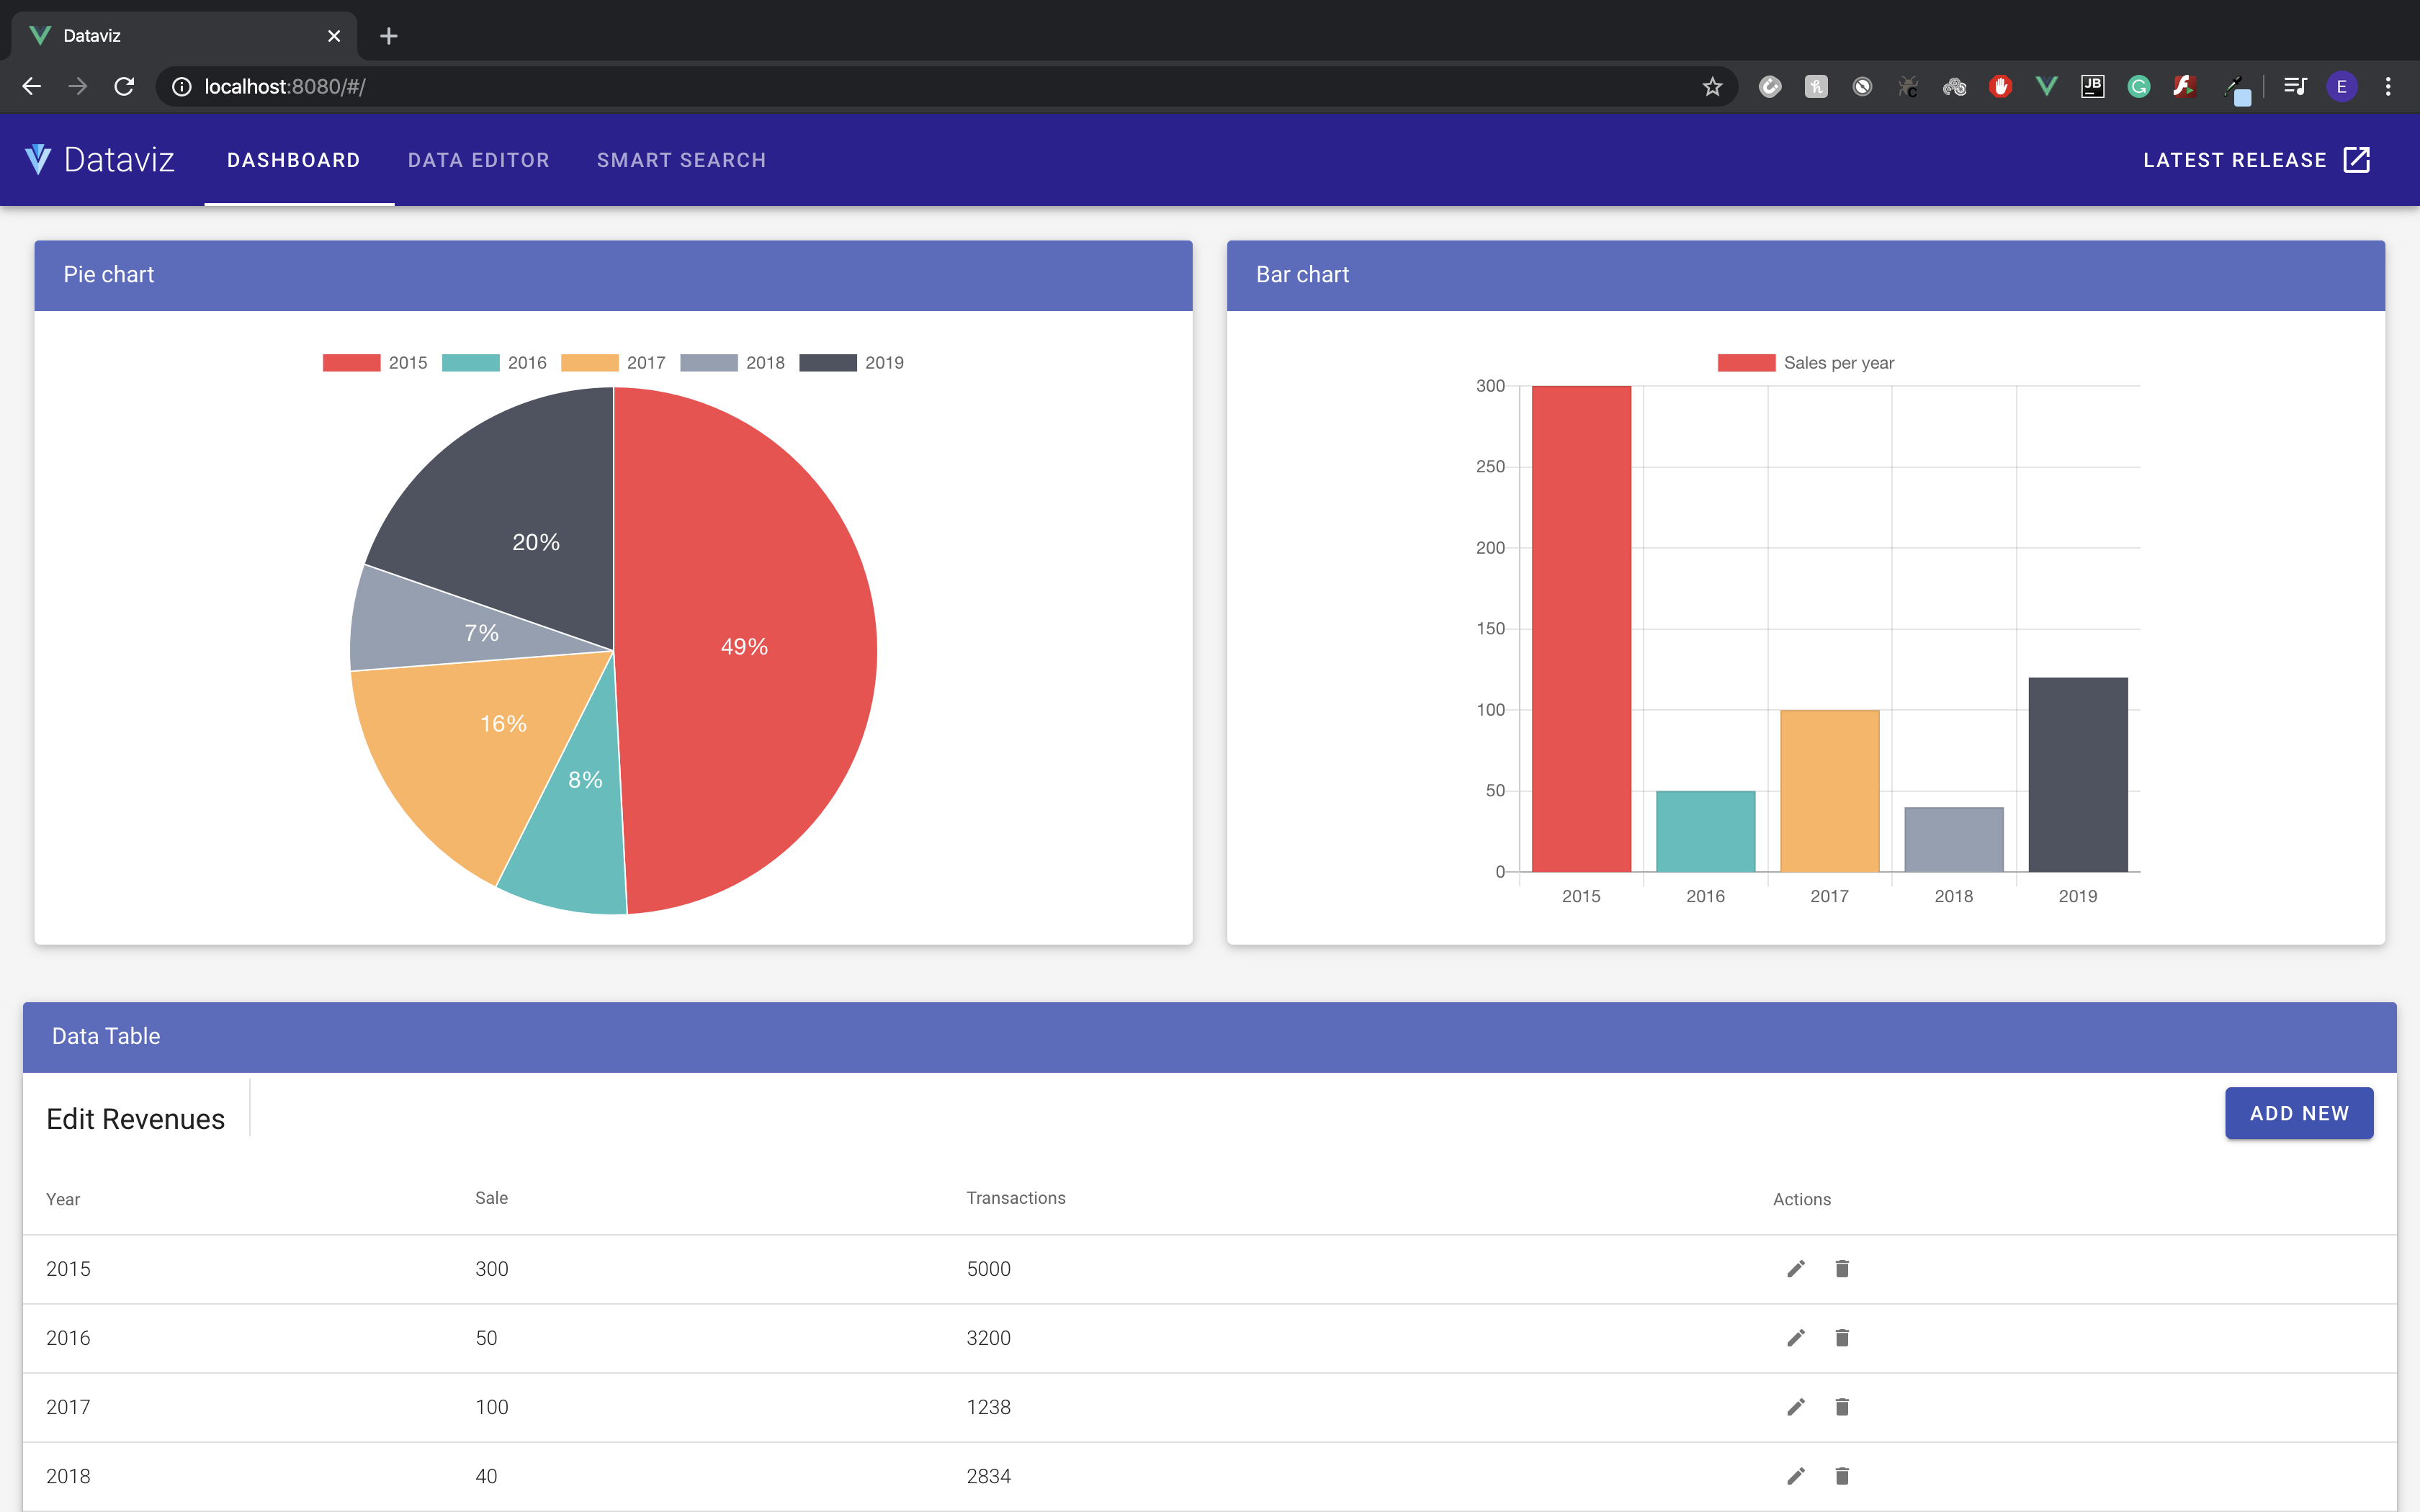 Dataviz
localhost:8080/#/
JB
E
Dataviz DASHBOARD DATA EDITOR SMART SEARCH LATEST RELEASE
Pie chart
2015 2016 2017 2018 2019
20%
7%
49%
16%
8%
Bar chart
Sales per year
300
250
200
150
100
50
0
2015 2016 2017 2018 2019
Data Table
Edit Revenues
ADD NEW
Year Sale Transactions Actions
2015 300 5000
2016 50 3200
2017 100 1238
2018 40 2834